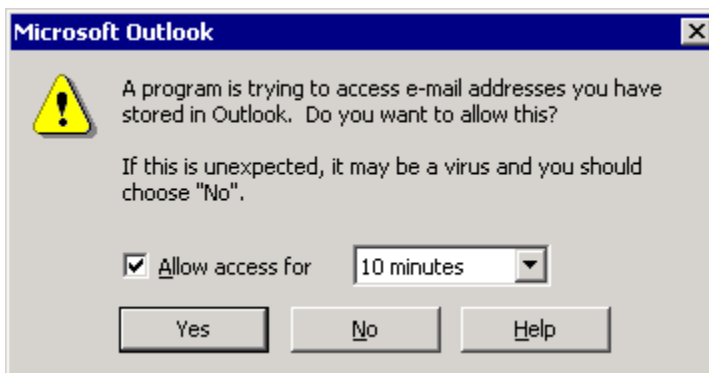 Microsoft Outlook
A program is trying to access e-mail addresses you have
stored in Outlook. Do you want to allow this?
If this is unexpected, it may be a virus and you should
choose "No".
Allow access for 10 minutes
Yes No Help